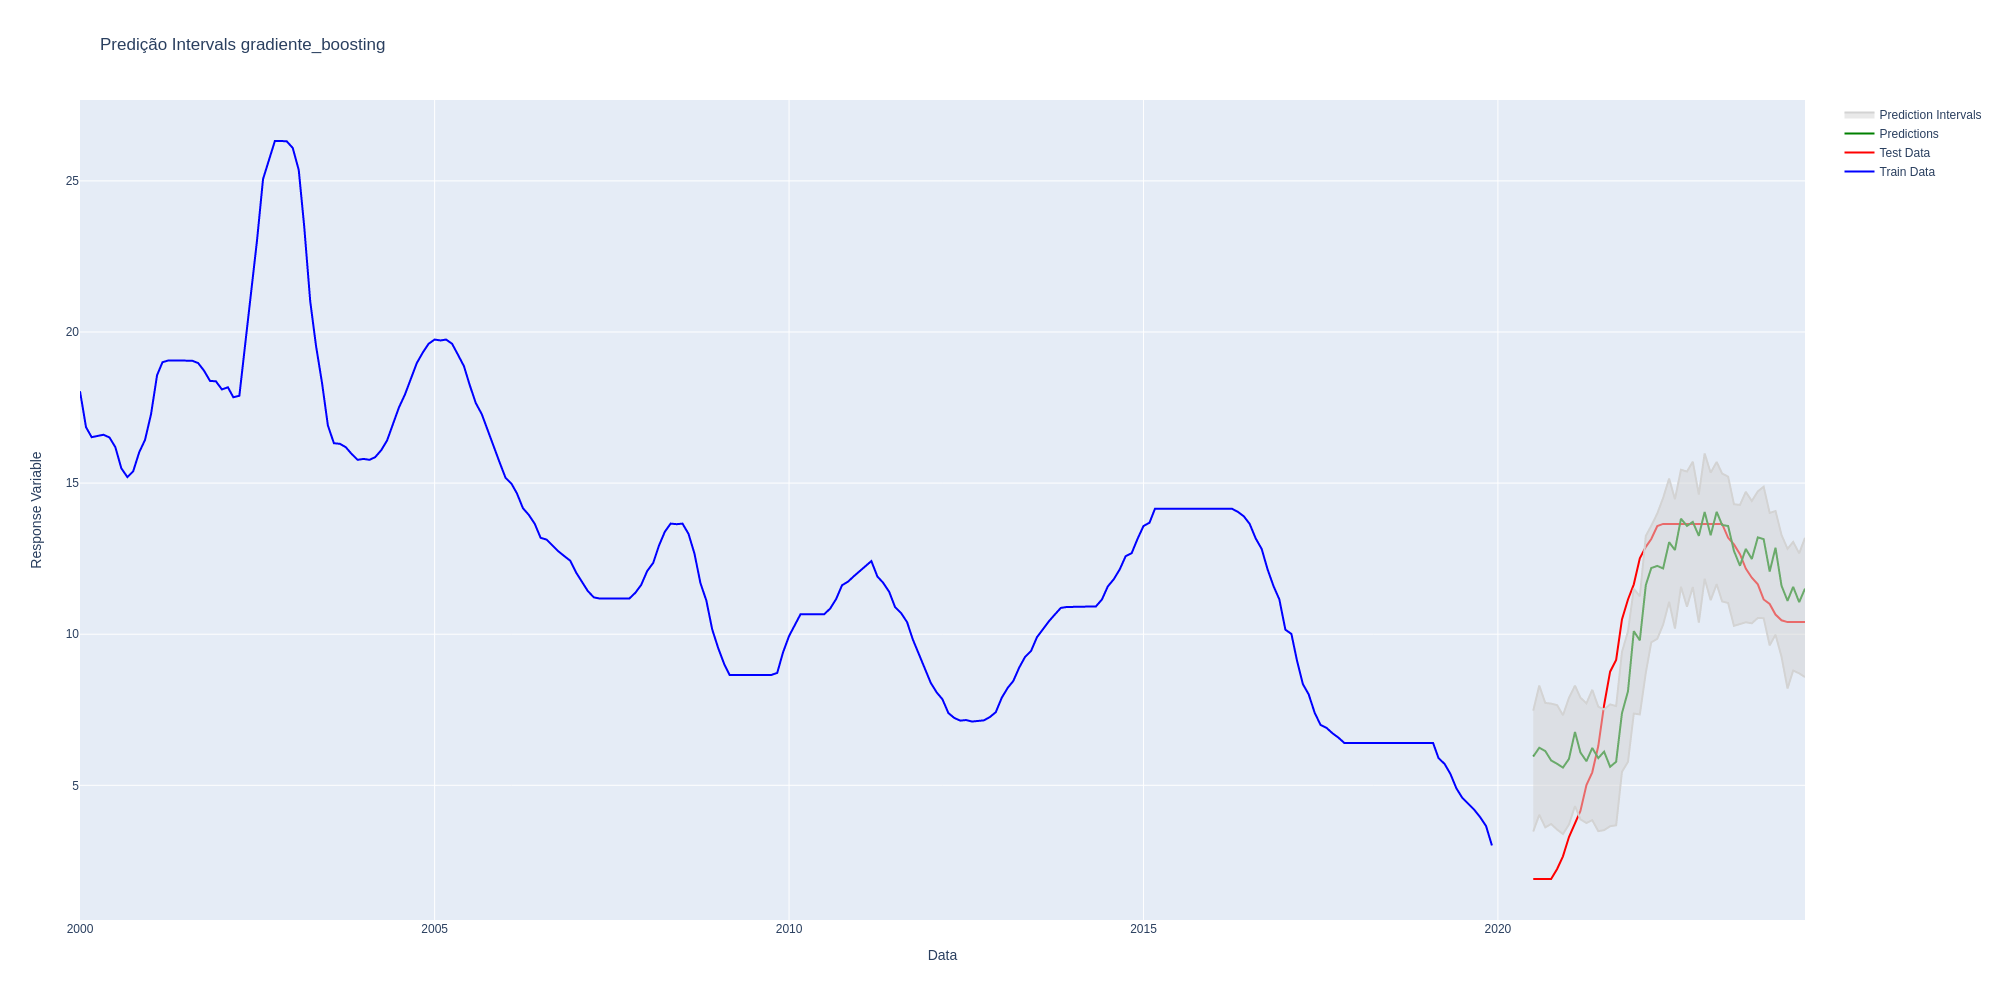 Predição Intervals gradiente_boosting
Prediction Intervals
Predictions
Test Data
Train Data
25
20
15
10
5
Response Variable
2000
2005
2010
2015
2020
Data